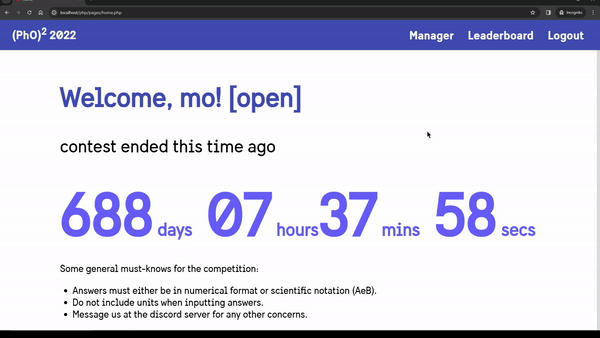 localhost/php/pages/home.php
Incognito
(PhO)² 2022
Manager
Leaderboard
Logout
Welcome, mo! [open]
contest ended this time ago
688 days 07 hours 37 mins 58 secs
Some general must-knows for the competition:
• Answers must either be in numerical format or scientific notation (AeB).
• Do not include units when inputting answers.
• Message us at the discord server for any other concerns.